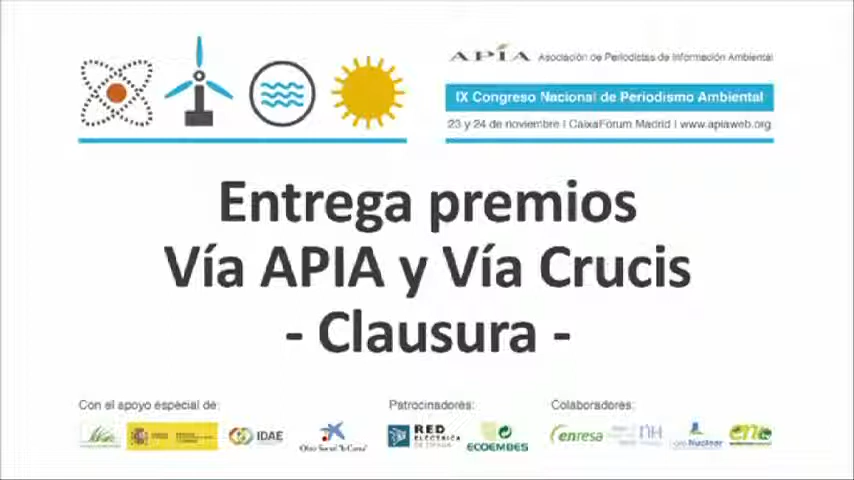 APIA Asociación de Periodistas de Información Ambiental
IX Congreso Nacional de Periodismo Ambiental
23 y 24 de noviembre | CaixaForum Madrid | www.apiaweb.org
Entrega premios
Vía APIA y Vía Crucis
- Clausura -
Con el apoyo especial de:
Patrocinadores:
Colaboradores:
IDAE
Obra Social "la Caixa"
RED
ELÉCTRICA
DE ESPAÑA
ECOEMBES
enresa
Nuclear